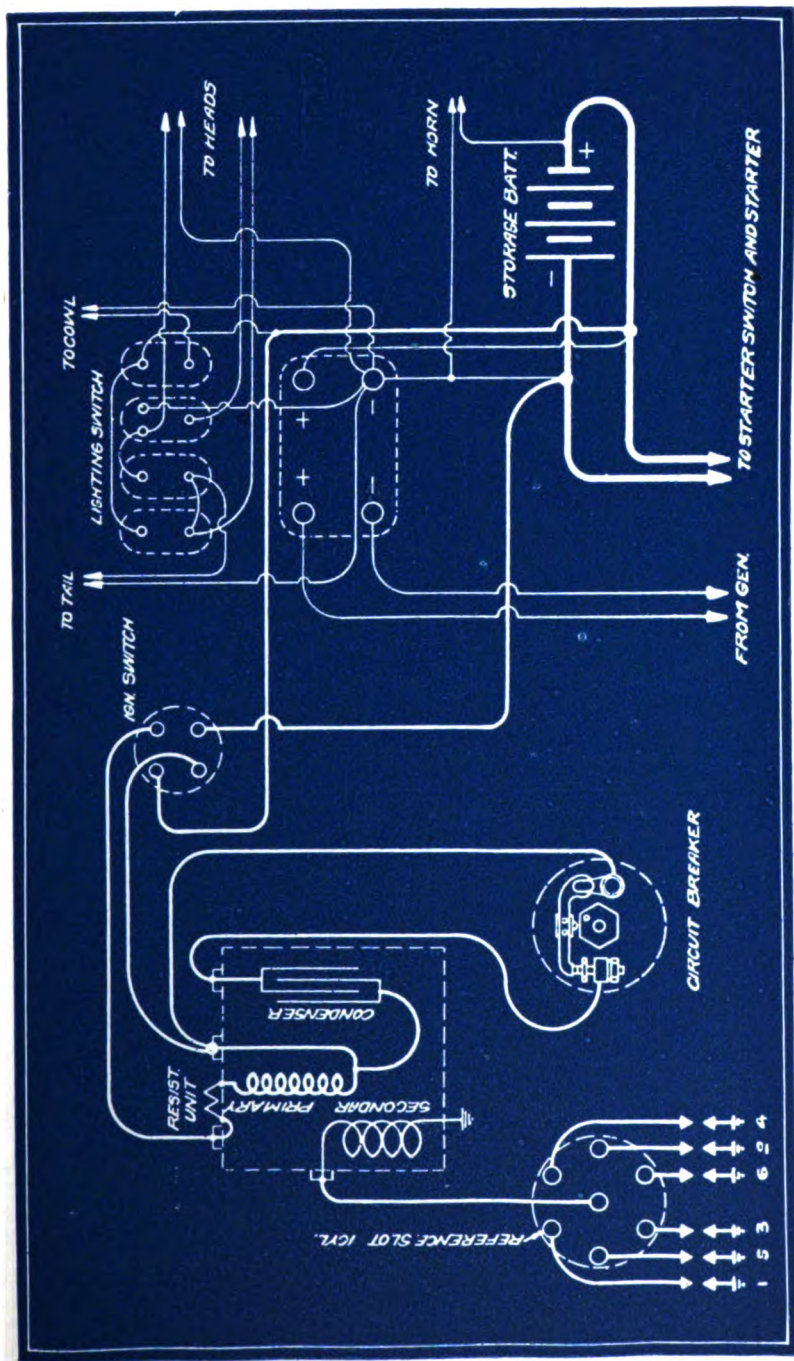 TO TAIL
LIGHTING SWITCH
TO COWL
TO HEADS
IGN. SWITCH
TO HORN
STORAGE BATT.
+
-
+
+
-
-
RESIST.
UNIT
CONDENSER
PRIMARY
SECONDAR
REFERENCE SLOT 1CYL.
CIRCUIT BREAKER
FROM GEN.
TO STARTER SWITCH AND STARTER
1
5
3
6
2
4